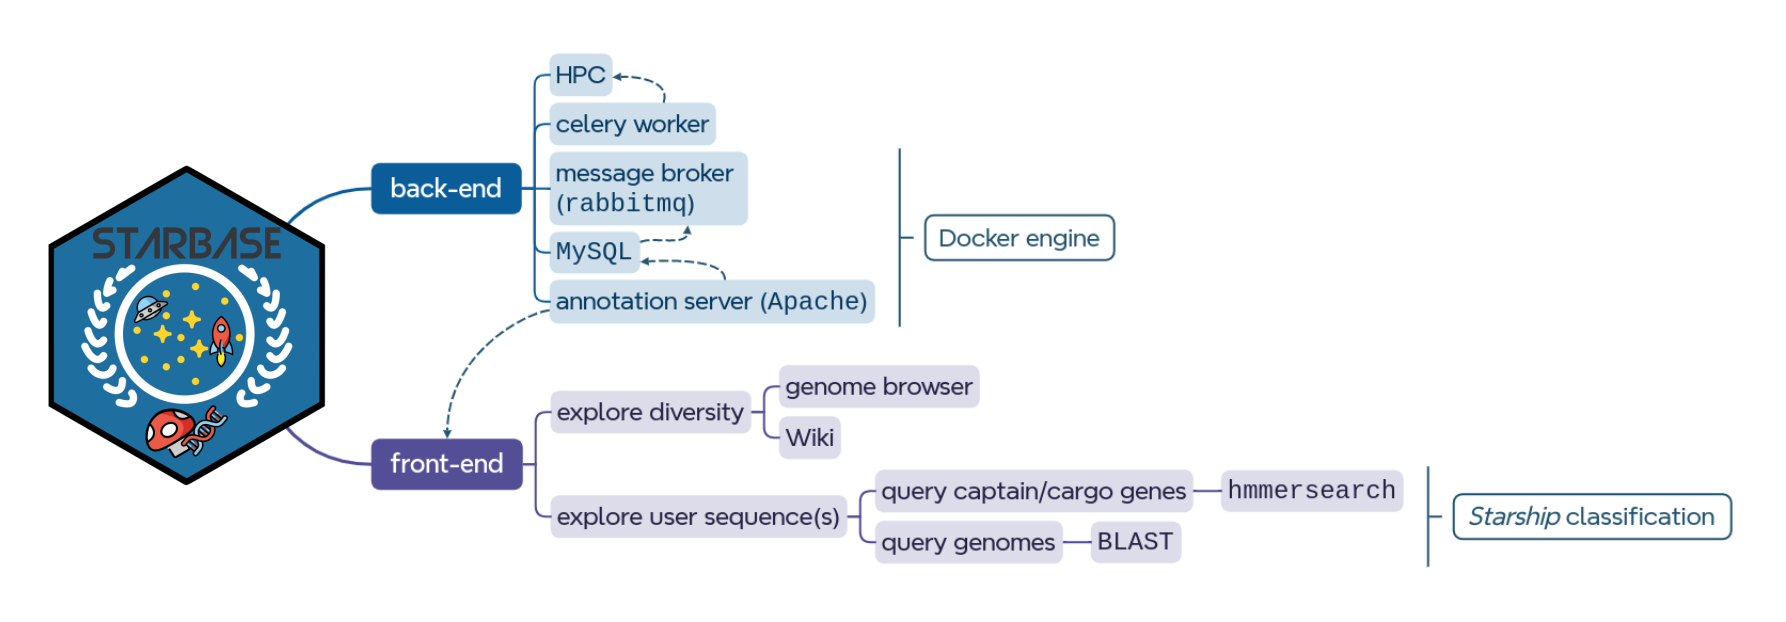 STARBASE
back-end
HPC
celery worker
message broker
(rabbitmq)
MySQL
annotation server (Apache)
Docker engine
front-end
explore diversity
genome browser
Wiki
explore user sequence(s)
query captain/cargo genes
hmmersearch
query genomes
BLAST
Starship classification